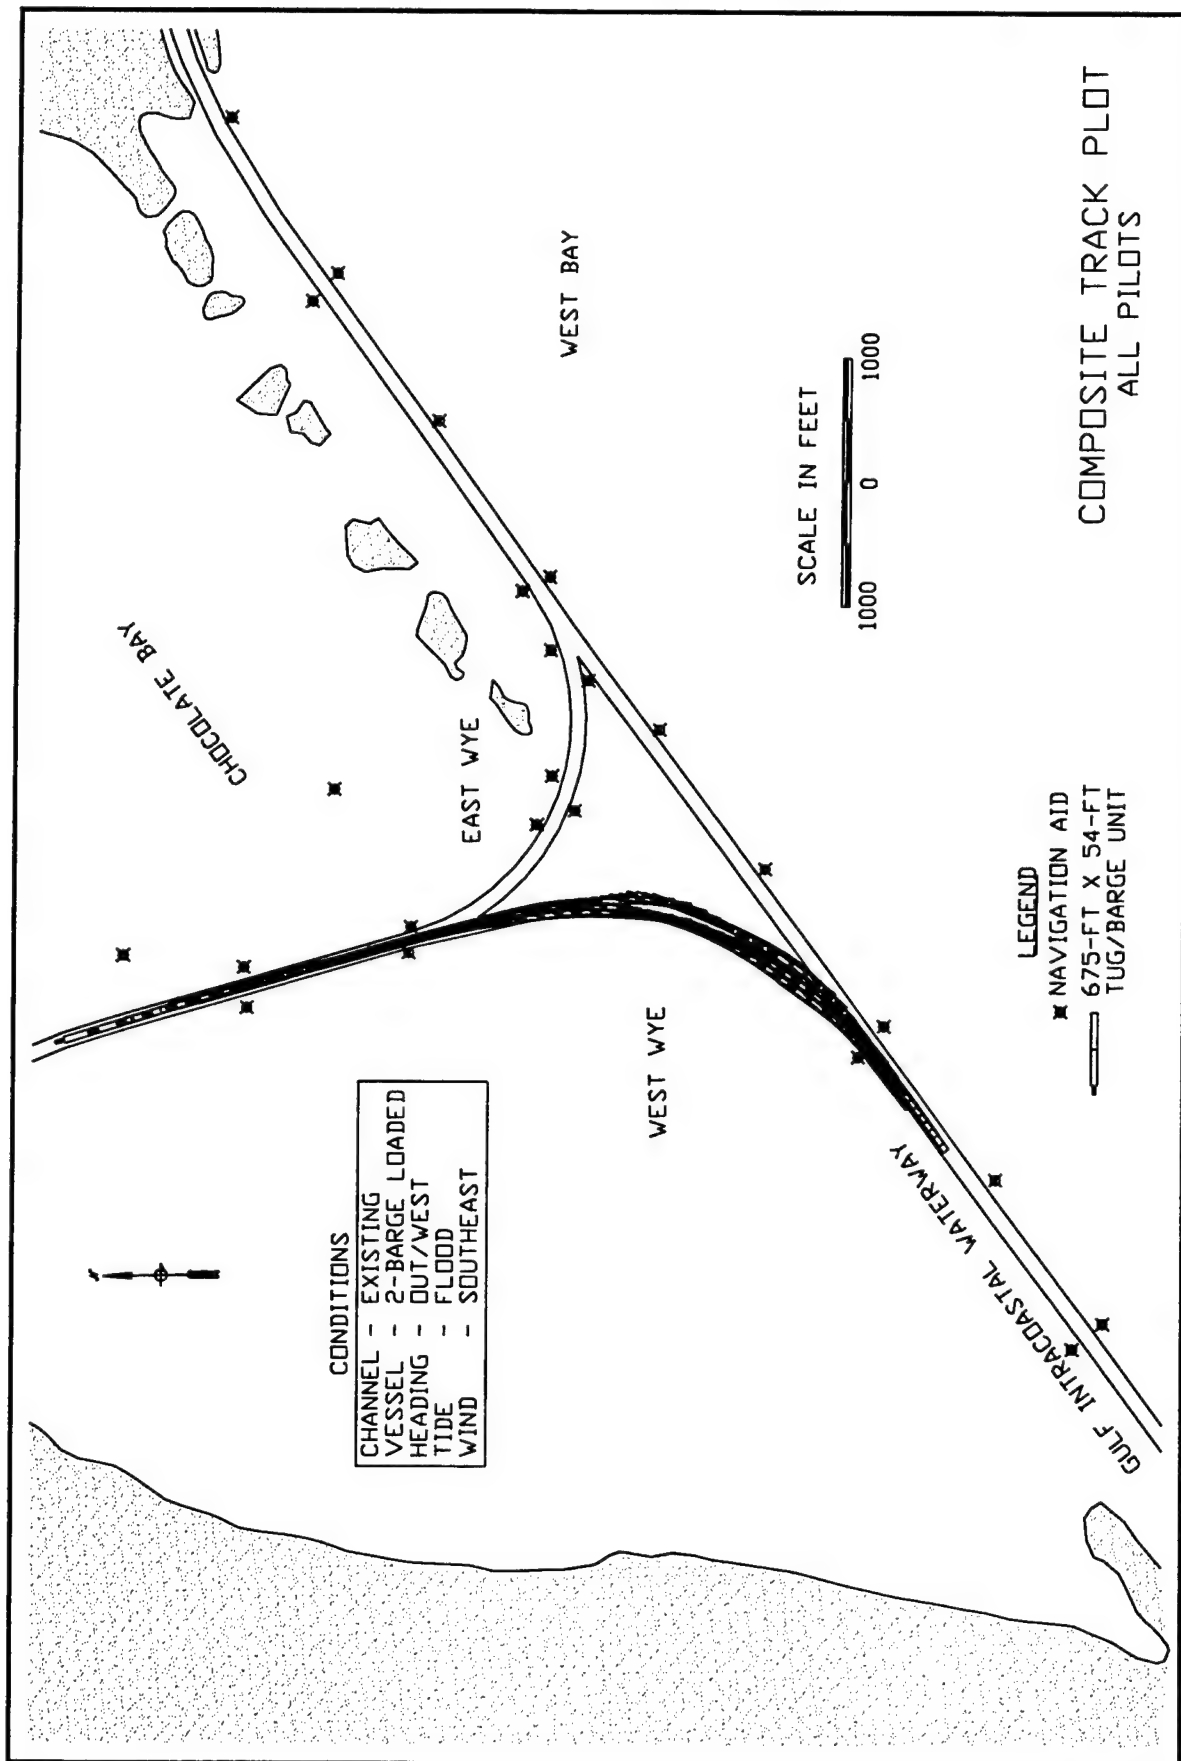 CHOCOLATE BAY
EAST WYE
WEST BAY
WEST WYE
GULF INTRACOASTAL WATERWAY
CONDITIONS
CHANNEL - EXISTING
VESSEL - 2-BARGE LOADED
HEADING - OUT/WEST
TIDE - FLOOD
WIND - SOUTHEAST
SCALE IN FEET
1000 0 1000
LEGEND
NAVIGATION AID
675-FT X 54-FT
TUG/BARGE UNIT
COMPOSITE TRACK PLOT
ALL PILOTS